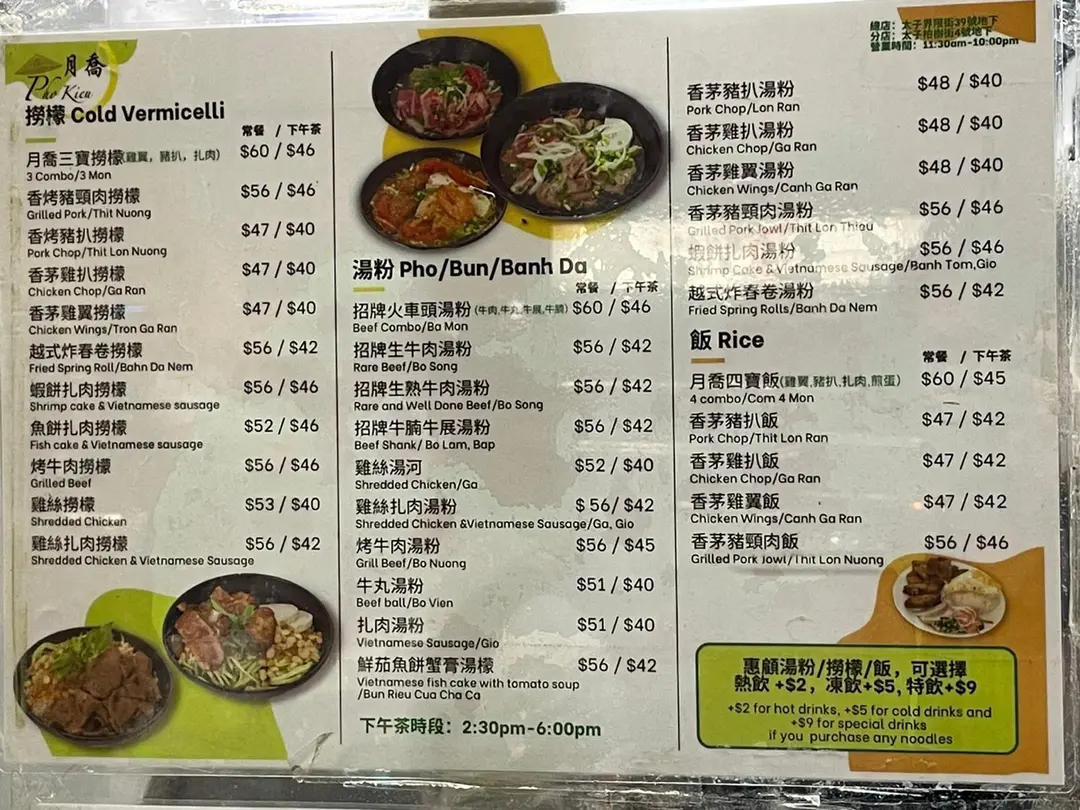 月喬
Pho Kieu
撈檬 Cold Vermicelli
常餐 / 下午茶
月喬三寶撈檬(雞翼，豬扒，扎肉) $60 / $46
3 Combo/3 Mon
香烤豬頸肉撈檬 $56 / $46
Grilled Pork/Thit Nuong
香烤豬扒撈檬 $47 / $40
Pork Chop/Thit Lon Nuong
香茅雞扒撈檬 $47 / $40
Chicken Chop/Ga Ran
香茅雞翼撈檬 $47 / $40
Chicken Wings/Tron Ga Ran
越式炸春卷撈檬 $56 / $42
Fried Spring Roll/Bahn Da Nem
蝦餅扎肉撈檬 $56 / $46
Shrimp cake & Vietnamese sausage
魚餅扎肉撈檬 $52 / $46
Fish cake & Vietnamese sausage
烤牛肉撈檬 $56 / $46
Grilled Beef
雞絲撈檬 $53 / $40
Shredded Chicken
雞絲扎肉撈檬 $56 / $42
Shredded Chicken & Vietnamese Sausage
湯粉 Pho/Bun/Banh Da
常餐 / 下午茶
招牌火車頭湯粉(牛肉,牛丸,牛展,牛腩) $60 / $46
Beef Combo/Ba Mon
招牌生牛肉湯粉 $56 / $42
Rare Beef/Bo Song
招牌生熟牛肉湯粉 $56 / $42
Rare and Well Done Beef/Bo Song
招牌牛腩牛展湯粉 $56 / $42
Beef Shank/ Bo Lam, Bap
雞絲湯河 $52 / $40
Shredded Chicken/Ga
雞絲扎肉湯粉 $ 56/ $42
Shredded Chicken &Vietnamese Sausage/Ga, Gio
烤牛肉湯粉 $56 / $45
Grill Beef/Bo Nuong
牛丸湯粉 $51 / $40
Beef ball/Bo Vien
扎肉湯粉 $51 / $40
Vietnamese Sausage/Gio
鮮茄魚餅蟹膏湯檬 $56 / $42
Vietnamese fish cake with tomato soup
/Bun Rieu Cua Cha Ca
下午茶時段：2:30pm-6:00pm
總店：太子界限街39號地下
分店：太子柏樹街4號地下
營業時間：11:30am-10:00pm
香茅豬扒湯粉 $48 / $40
Pork Chop/Lon Ran
香茅雞扒湯粉 $48 / $40
Chicken Chop/Ga Ran
香茅雞翼湯粉 $48 / $40
Chicken Wings/Canh Ga Ran
香茅豬頸肉湯粉 $56 / $46
Grilled Pork Jowl/Thit Lon Thieu
蝦餅扎肉湯粉 $56 / $46
Shrimp Cake & Vietnamese Sausage/Banh Tom,Gio
越式炸春卷湯粉 $56 / $42
Fried Spring Rolls/Banh Da Nem
飯 Rice
常餐 / 下午茶
月喬四寶飯(雞翼,豬扒,扎肉,煎蛋) $60 / $45
4 combo/Com 4 Mon
香茅豬扒飯 $47 / $42
Pork Chop/Thit Lon Ran
香茅雞扒飯 $47 / $42
Chicken Chop/Ga Ran
香茅雞翼飯 $47 / $42
Chicken Wings/Canh Ga Ran
香茅豬頸肉飯 $56 / $46
Grilled Pork Jowl/Thit Lon Nuong
惠顧湯粉/撈檬/飯，可選擇
熱飲 +$2，凍飲+$5, 特飲+$9
+$2 for hot drinks, +$5 for cold drinks and
+$9 for special drinks
if you purchase any noodles